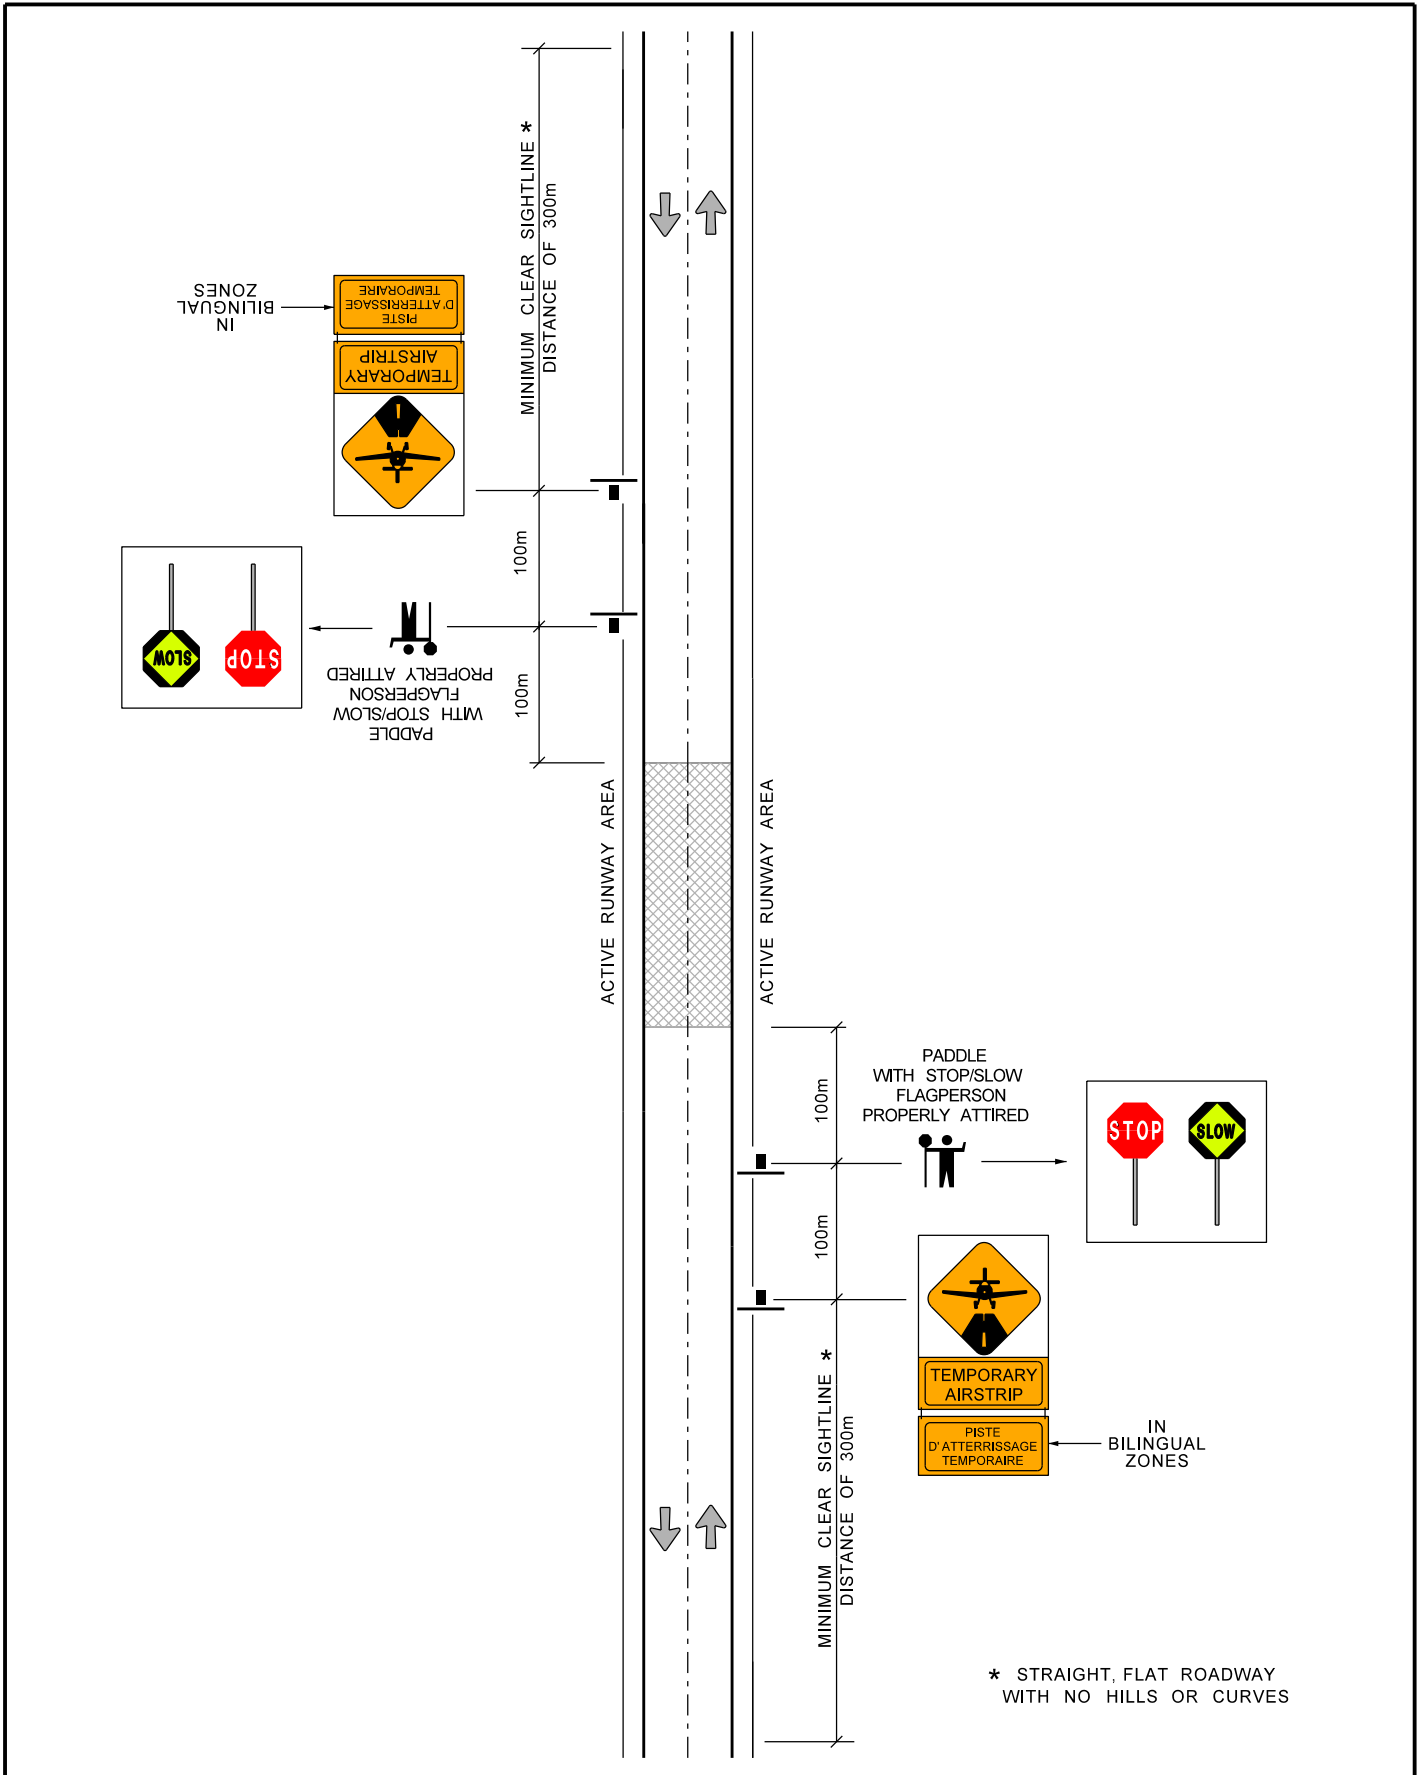 MINIMUM CLEAR SIGHTLINE *
DISTANCE OF 300m
IN
BILINGUAL
ZONES
TEMPORARY
AIRSTRIP
PISTE
D'ATTERRISSAGE
TEMPORAIRE
100m
SLOW
STOP
PADDLE
WITH STOP/SLOW
FLAGPERSON
PROPERLY ATTIRED
100m
ACTIVE RUNWAY AREA
ACTIVE RUNWAY AREA
100m
PADDLE
WITH STOP/SLOW
FLAGPERSON
PROPERLY ATTIRED
STOP
SLOW
100m
TEMPORARY
AIRSTRIP
PISTE
D'ATTERRISSAGE
TEMPORAIRE
IN
BILINGUAL
ZONES
MINIMUM CLEAR SIGHTLINE *
DISTANCE OF 300m
* STRAIGHT, FLAT ROADWAY
WITH NO HILLS OR CURVES